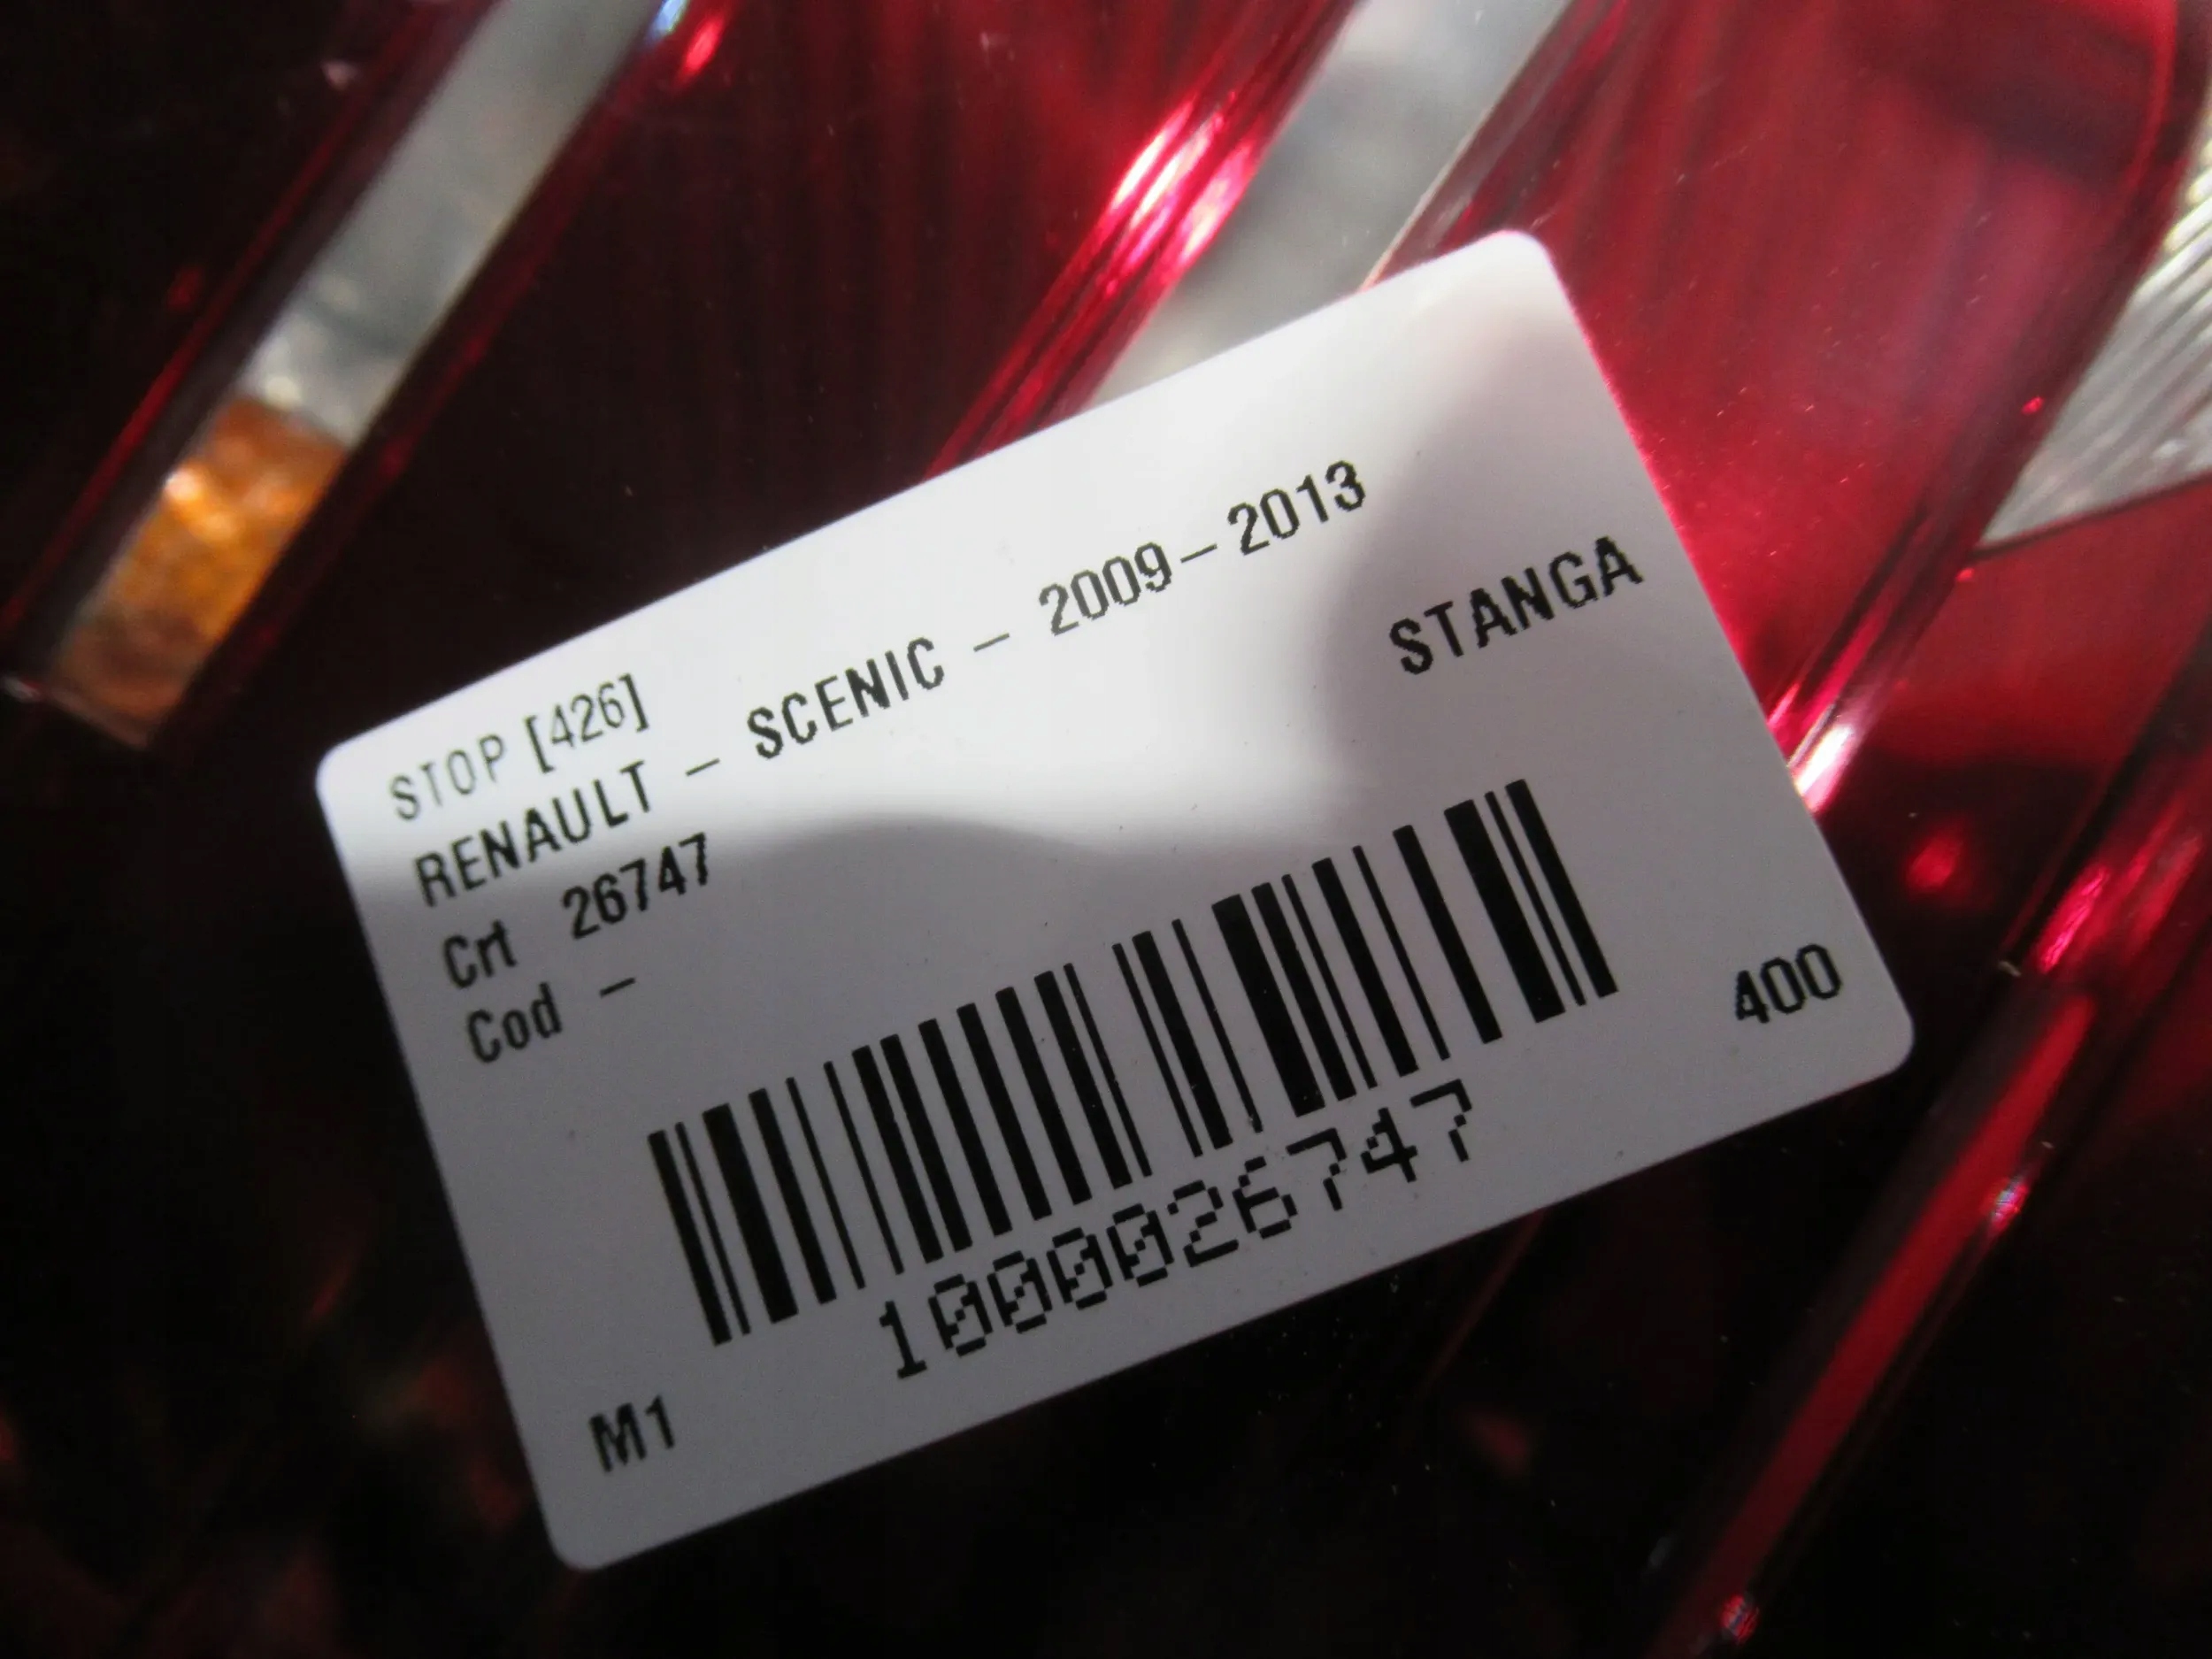 STOP [426]
RENAULT - SCENIC - 2009-2013
STANGA
Crt 26747
Cod -
400
1000026747
M1